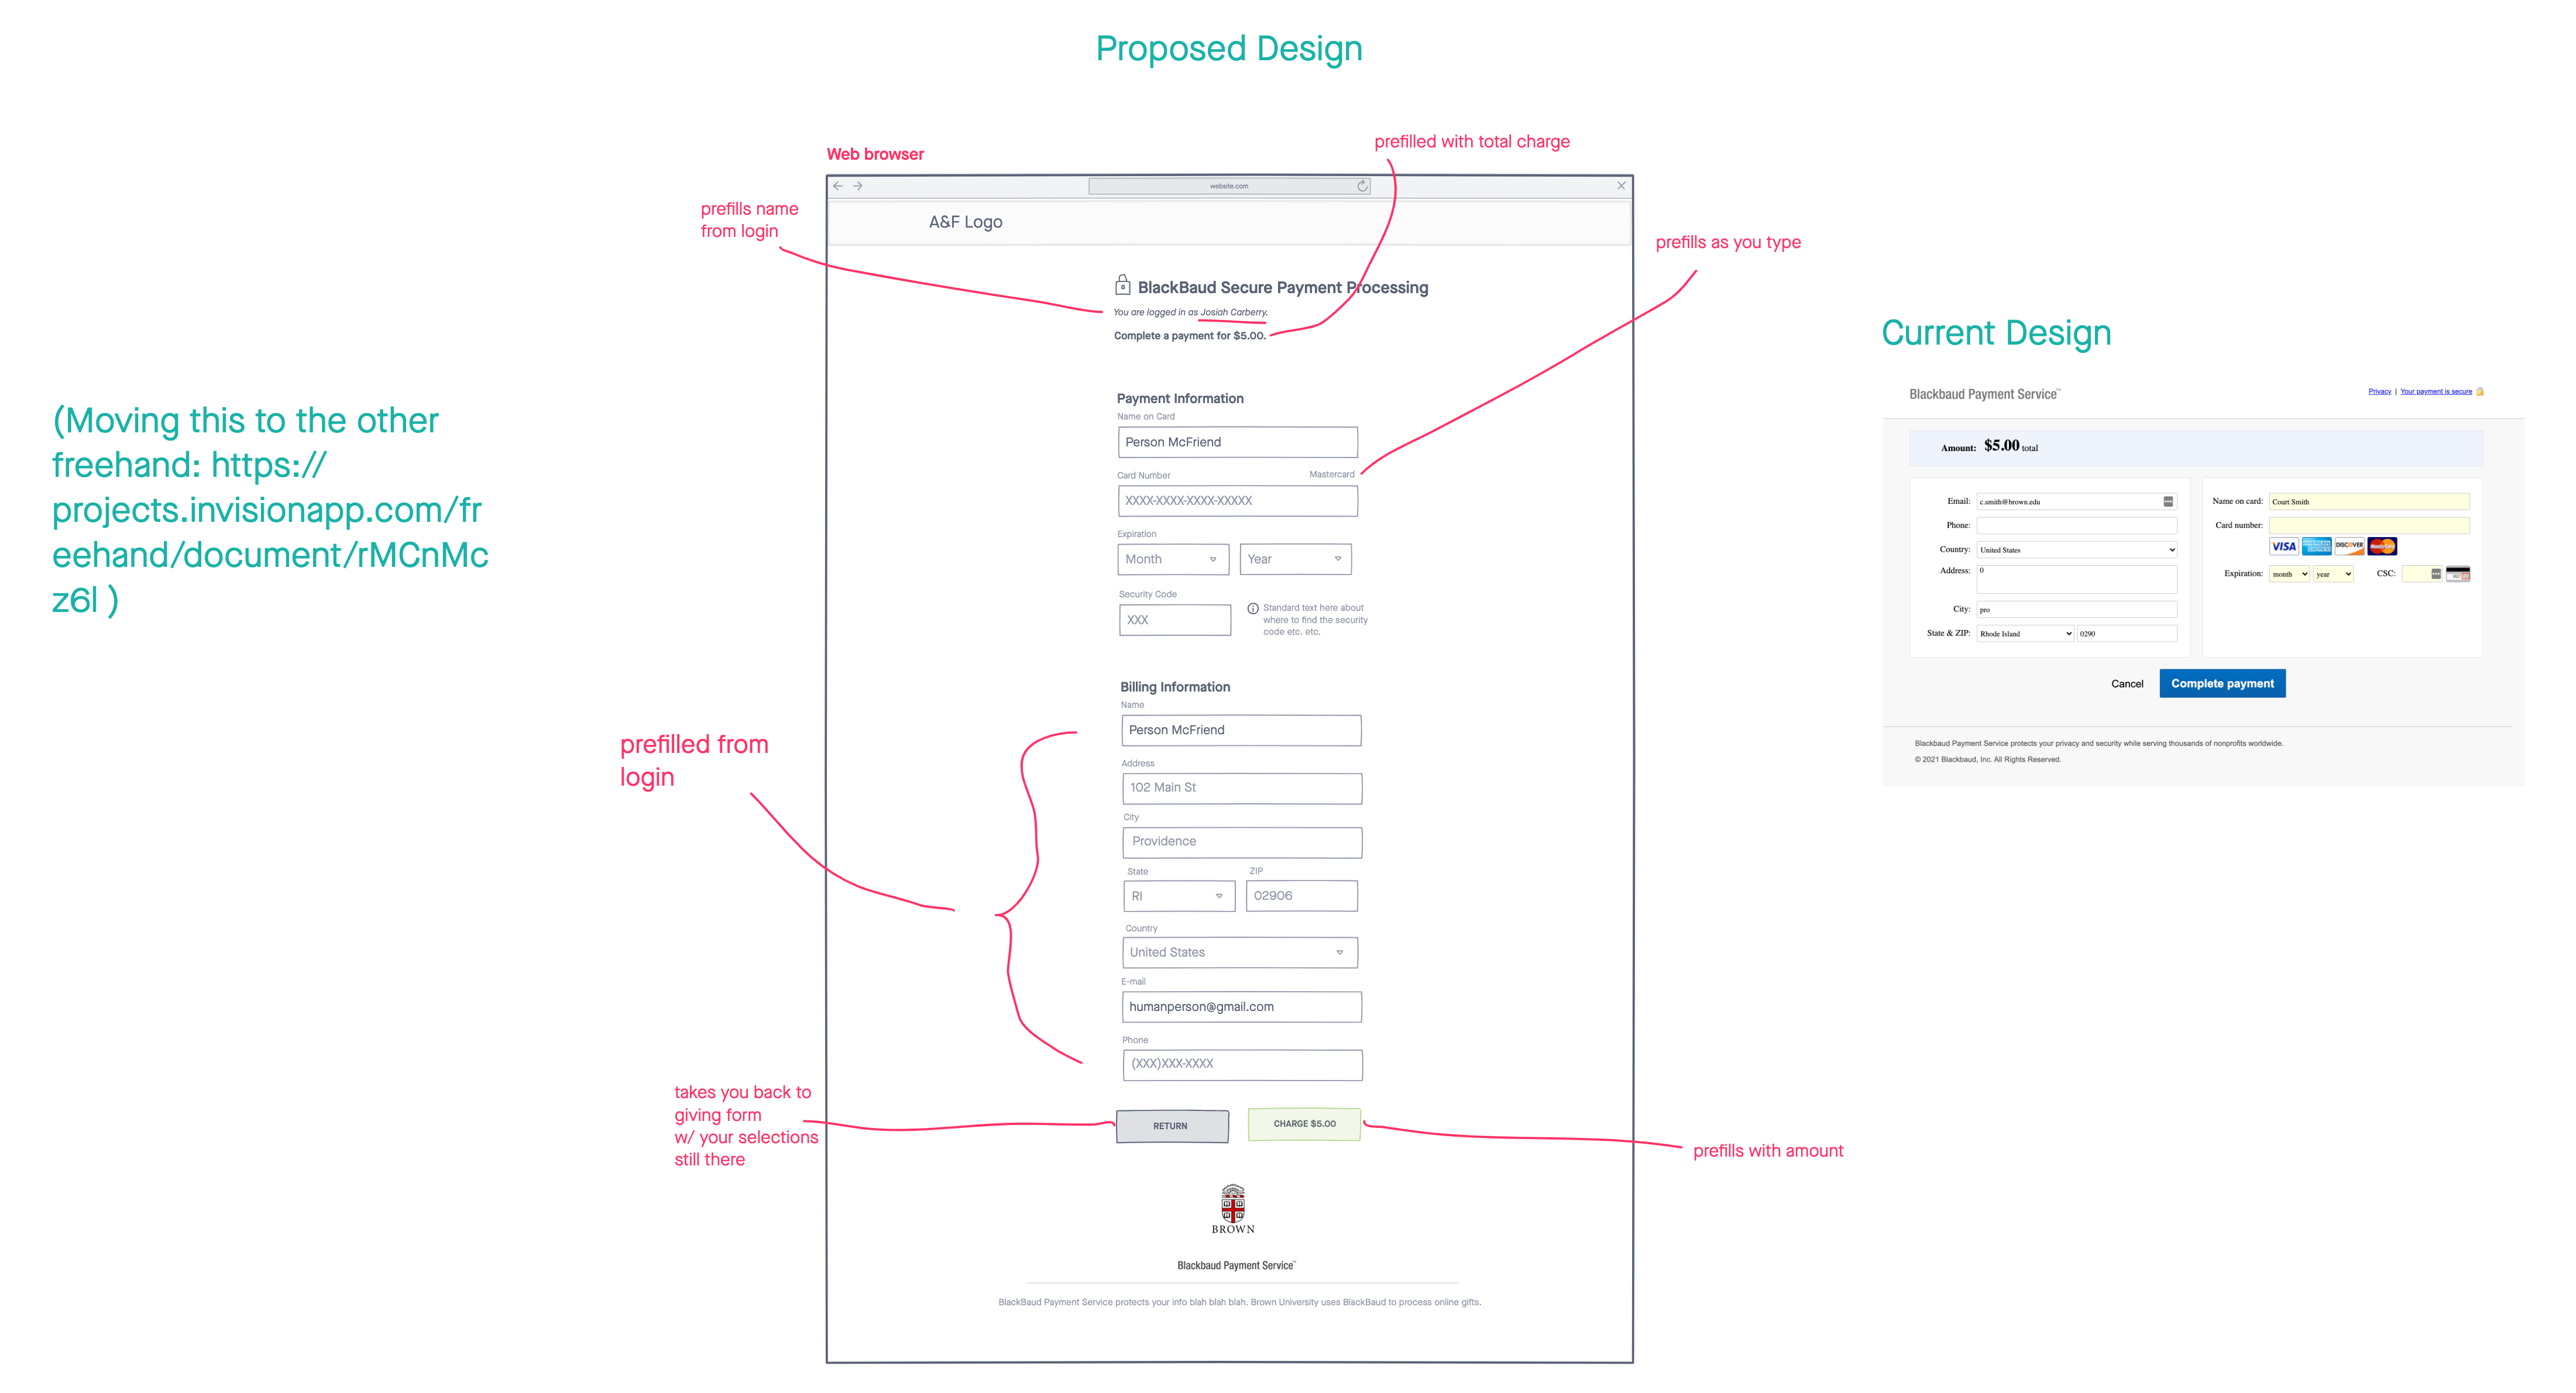 Proposed Design
Web browser
prefilled with total charge
website.com
prefills name
from login
A&F Logo
prefills as you type
BlackBaud Secure Payment Processing
You are logged in as Josiah Carberry.
Complete a payment for $5.00.
(Moving this to the other
freehand: https://
projects.invisionapp.com/fr
eehand/document/rMCnMc
z6l )
Payment Information
Name on Card
Person McFriend
Card Number Mastercard
XXXX-XXXX-XXXX-XXXXX
Expiration
Month Year
Security Code
XXX
Standard text here about
where to find the security
code etc. etc.
Billing Information
Name
Person McFriend
prefilled from
login
Address
102 Main St
City
Providence
State ZIP
RI 02906
Country
United States
E-mail
humanperson@gmail.com
Phone
(XXX)XXX-XXXX
takes you back to
giving form
w/ your selections
still there
RETURN CHARGE $5.00
prefills with amount
BROWN
Blackbaud Payment Service™
BlackBaud Payment Service protects your info blah blah blah. Brown University uses BlackBaud to process online gifts.
Current Design
Blackbaud Payment Service™
Privacy | Your payment is secure
Amount: $5.00 total
Email: c.smith@brown.edu
Phone:
Country: United States
Address: 0
City: pro
State & ZIP: Rhode Island 0290
Name on card: Court Smith
Card number:
VISA AMERICAN EXPRESS DISCOVER MasterCard
Expiration: month year CSC:
Cancel Complete payment
Blackbaud Payment Service protects your privacy and security while serving thousands of nonprofits worldwide.
© 2021 Blackbaud, Inc. All Rights Reserved.